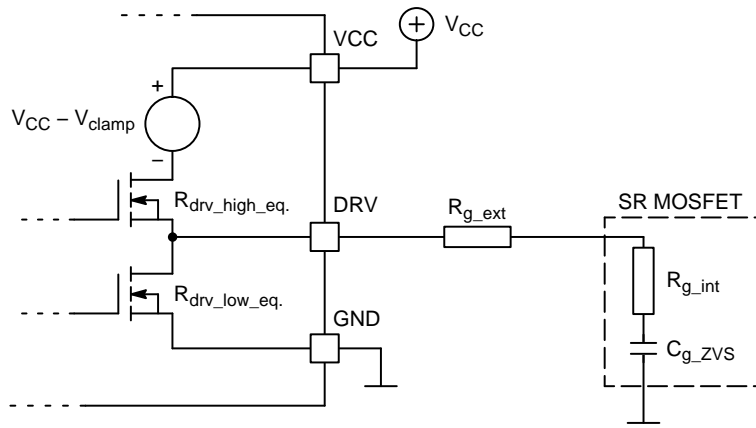 VCC
V_CC
+
V_CC – V_clamp
–
R_drv_high_eq.
DRV
R_g_ext
SR MOSFET
R_drv_low_eq.
R_g_int
GND
C_g_ZVS